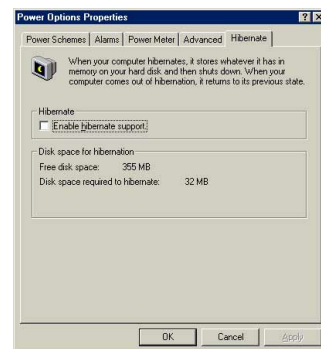 Power Options Properties
Power Schemes Alarms Power Meter Advanced Hibernate
When your computer hibernates, it stores whatever it has in
memory on your hard disk and then shuts down. When your
computer comes out of hibernation, it returns to its previous state.
Hibernate
Enable hibernate support.
Disk space for hibernation
Free disk space: 355 MB
Disk space required to hibernate: 32 MB
OK Cancel Apply